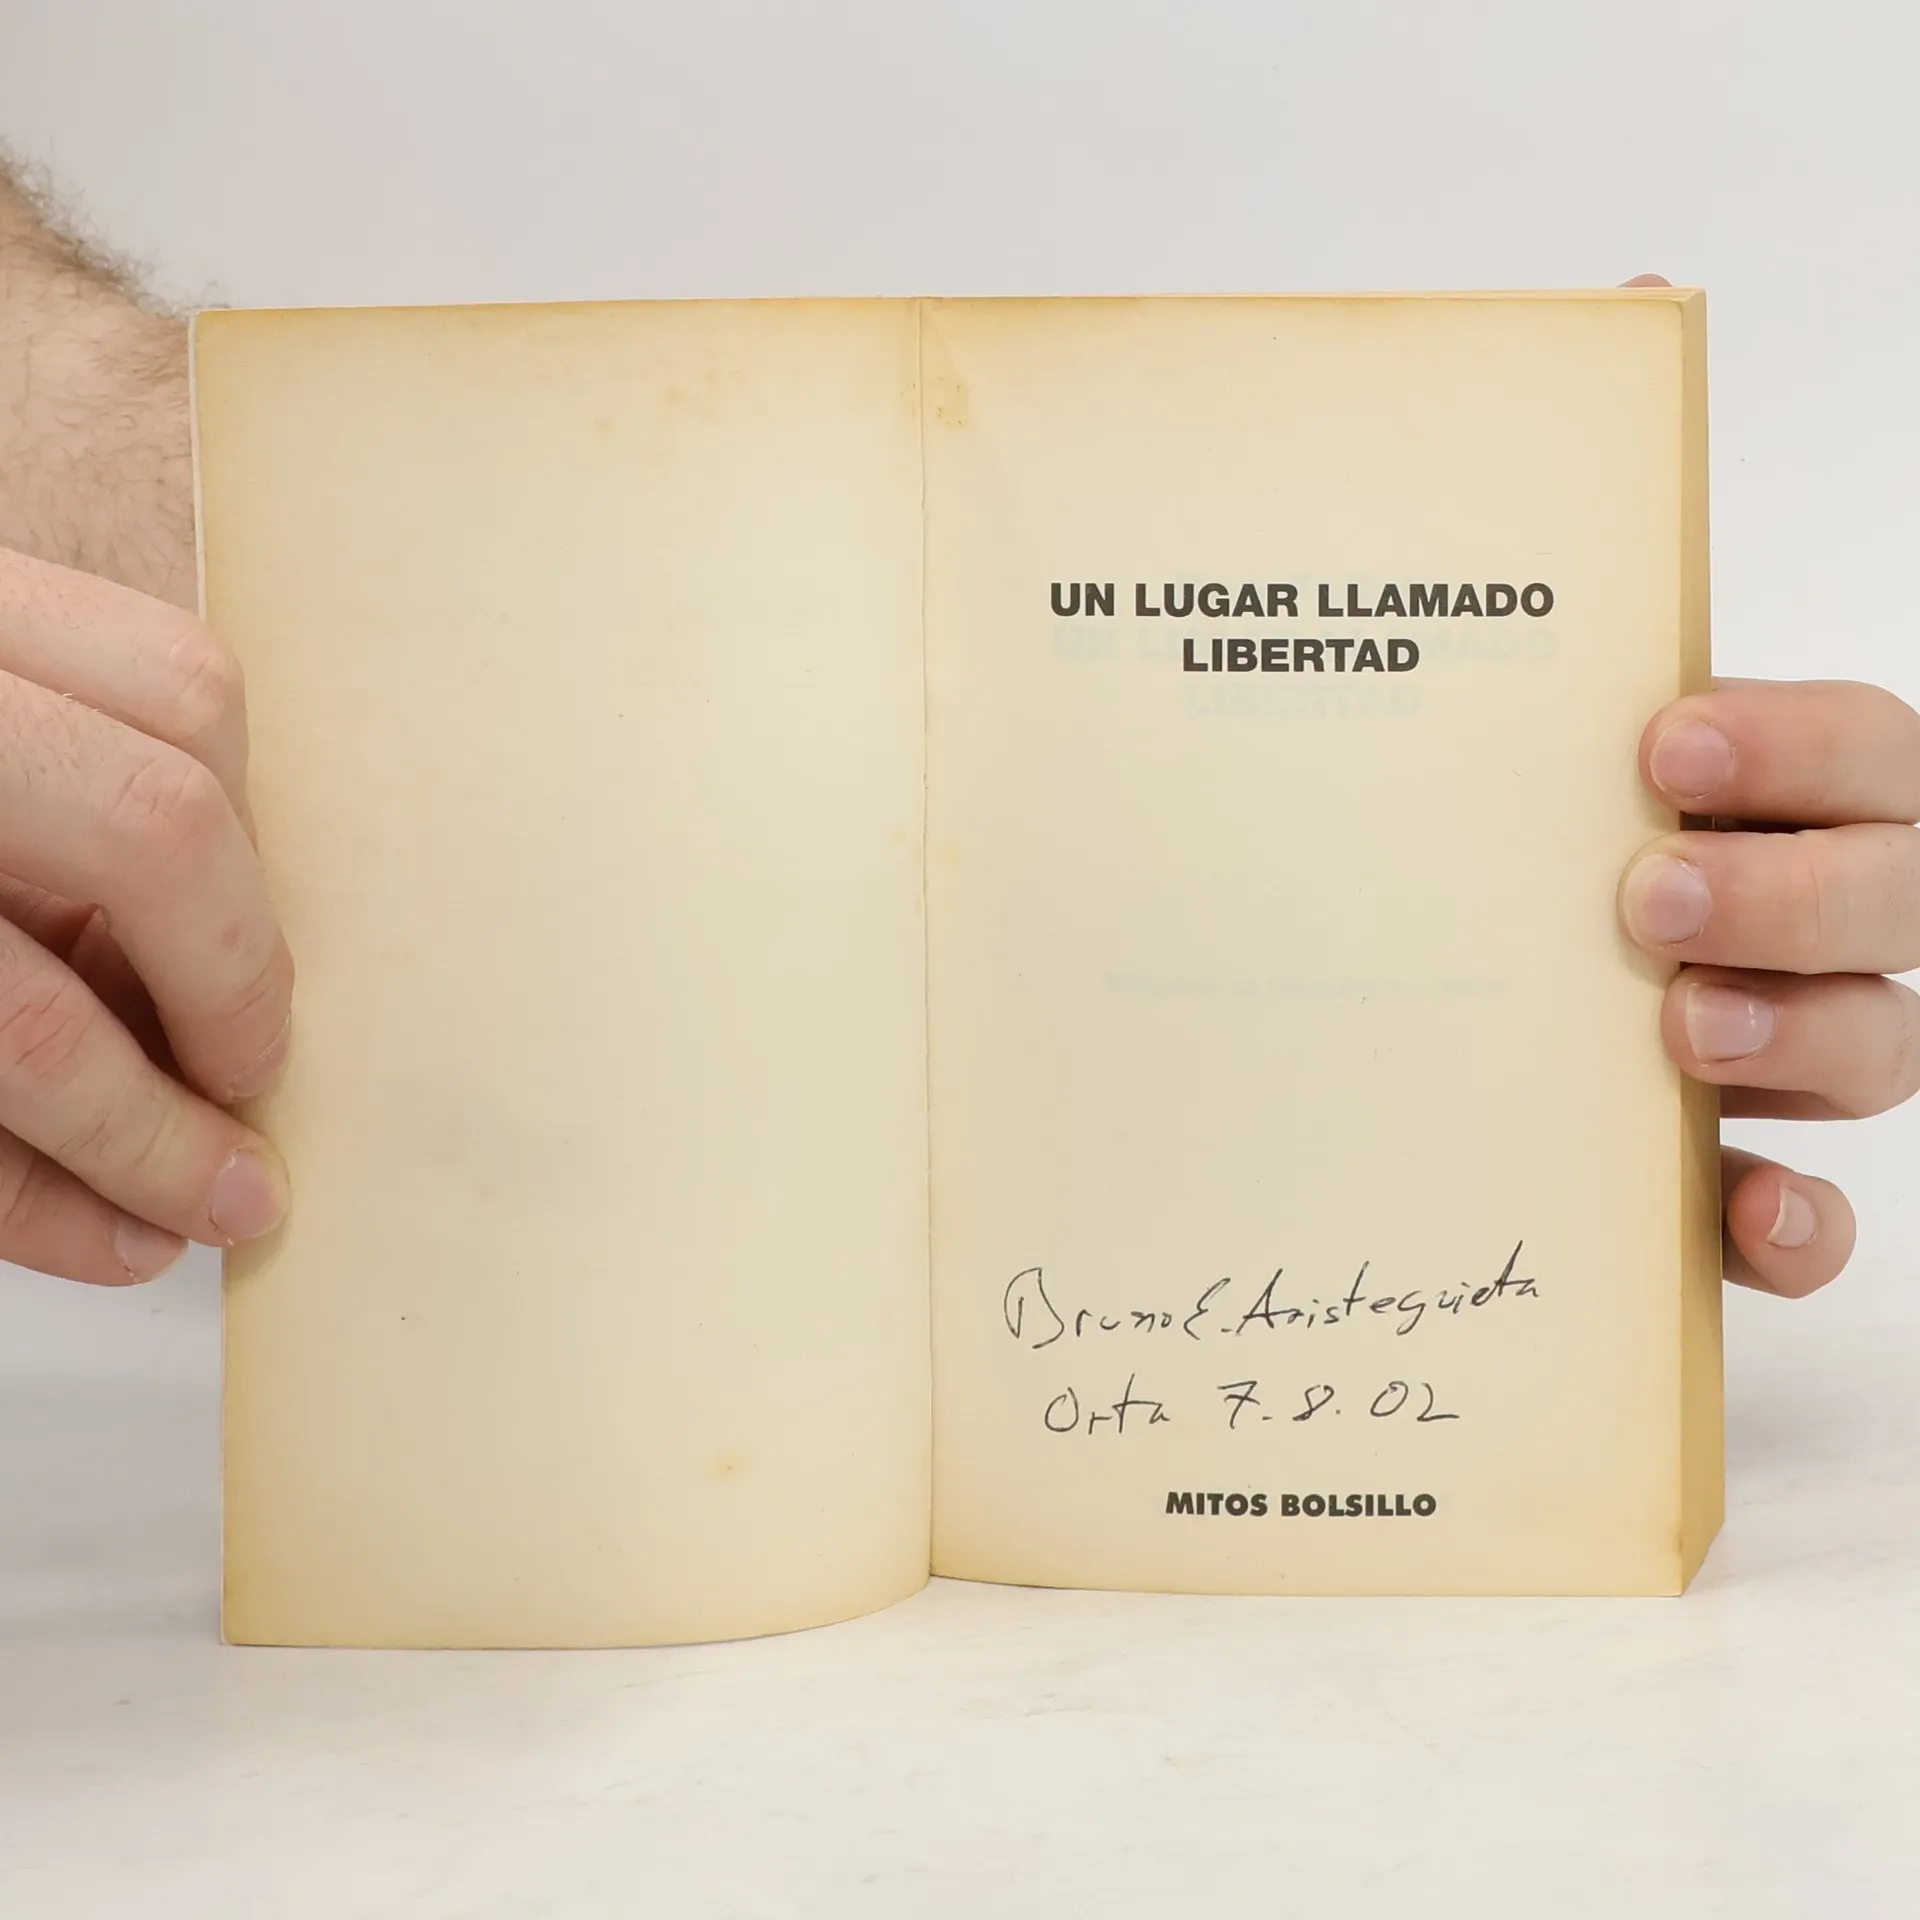 UN LUGAR LLAMADO
LIBERTAD
Bruno E. Aristeguieta
Orta 7.8.02
MITOS BOLSILLO